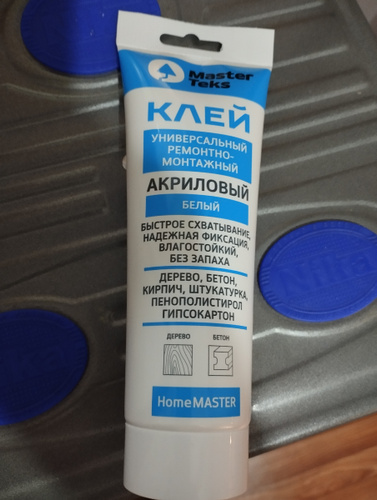 Master
Teks
КЛЕЙ
УНИВЕРСАЛЬНЫЙ
РЕМОНТНО-
МОНТАЖНЫЙ
АКРИЛОВЫЙ
БЕЛЫЙ
БЫСТРОЕ СХВАТЫВАНИЕ,
НАДЕЖНАЯ ФИКСАЦИЯ,
ВЛАГОСТОЙКИЙ,
БЕЗ ЗАПАХА
ДЕРЕВО, БЕТОН,
КИРПИЧ, ШТУКАТУРКА,
ПЕНОПОЛИСТИРОЛ
ГИПСОКАРТОН
ДЕРЕВО БЕТОН
HomeMASTER